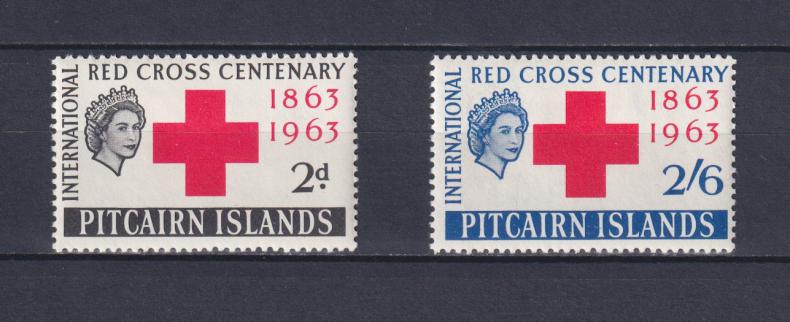 INTERNATIONAL
RED CROSS CENTENARY
1863
1963
2d
PITCAIRN ISLANDS
INTERNATIONAL
RED CROSS CENTENARY
1863
1963
2/6
PITCAIRN ISLANDS